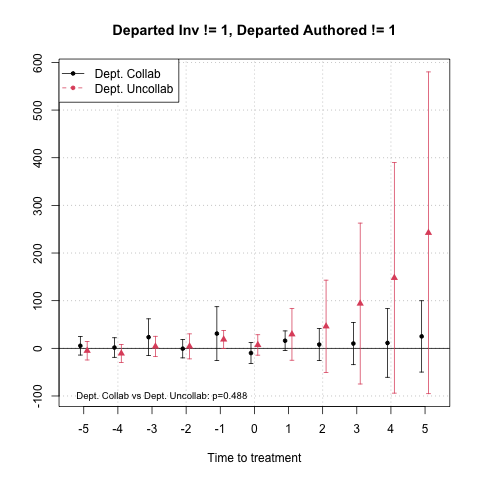 Departed Inv != 1, Departed Authored != 1
Dept. Collab
Dept. Uncollab
600
500
400
300
200
100
0
-100
Dept. Collab vs Dept. Uncollab: p=0.488
-5 -4 -3 -2 -1 0 1 2 3 4 5
Time to treatment